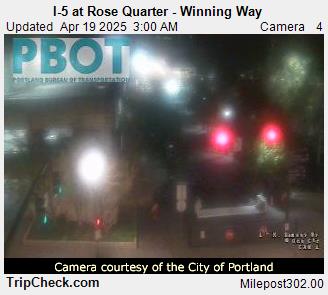 I-5 at Rose Quarter - Winning Way
Updated Apr 19 2025 3:00 AM Camera 4
PBOT
PORTLAND BUREAU OF TRANSPORTATION
Camera courtesy of the City of Portland
TripCheck.com Milepost302.00